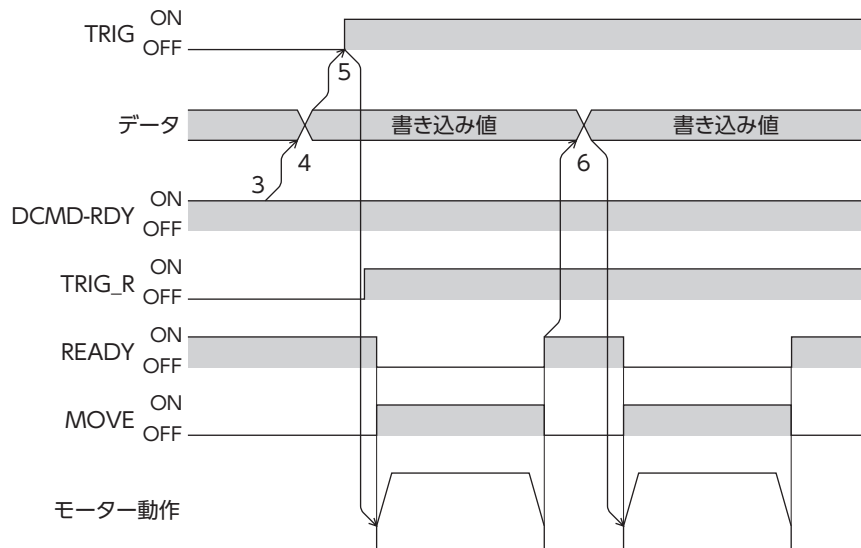 TRIG ON
OFF
5
データ 書き込み値 書き込み値
4 6
3
DCMD-RDY ON
OFF
TRIG_R ON
OFF
READY ON
OFF
MOVE ON
OFF
モーター動作